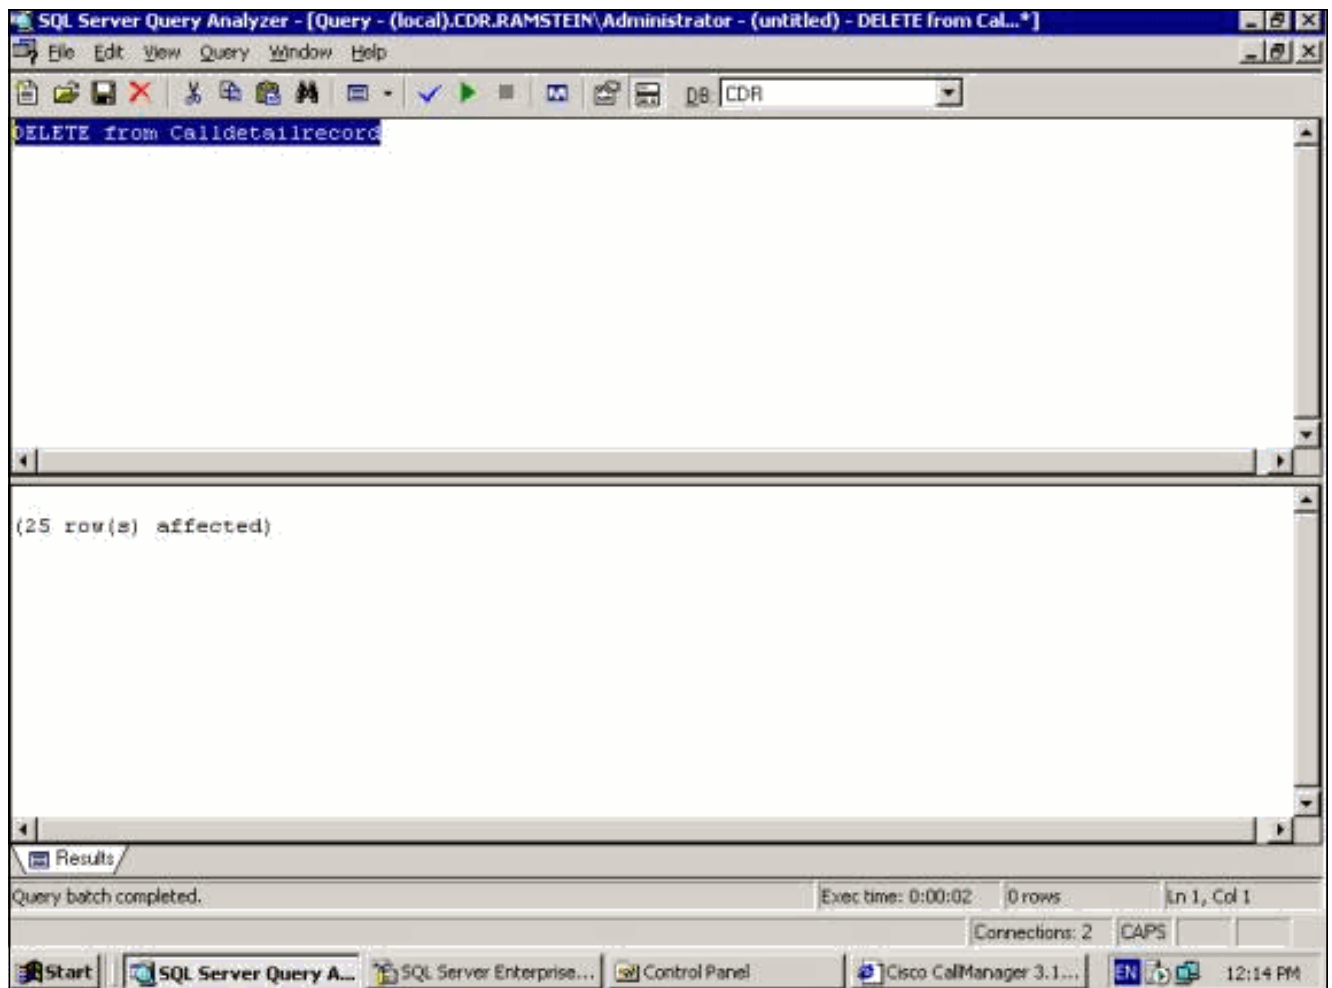 SQL Server Query Analyzer - [Query - (local).CDR.RAMSTEIN\Administrator - (untitled) - DELETE from Cal...*]
File Edit View Query Window Help
DB: CDR
DELETE from Calldetailrecord
(25 row(s) affected)
Results
Query batch completed. Exec time: 0:00:02 0 rows Ln 1, Col 1
Connections: 2 CAPS
Start SQL Server Query A... SQL Server Enterprise... Control Panel Cisco CallManager 3.1... EN 12:14 PM